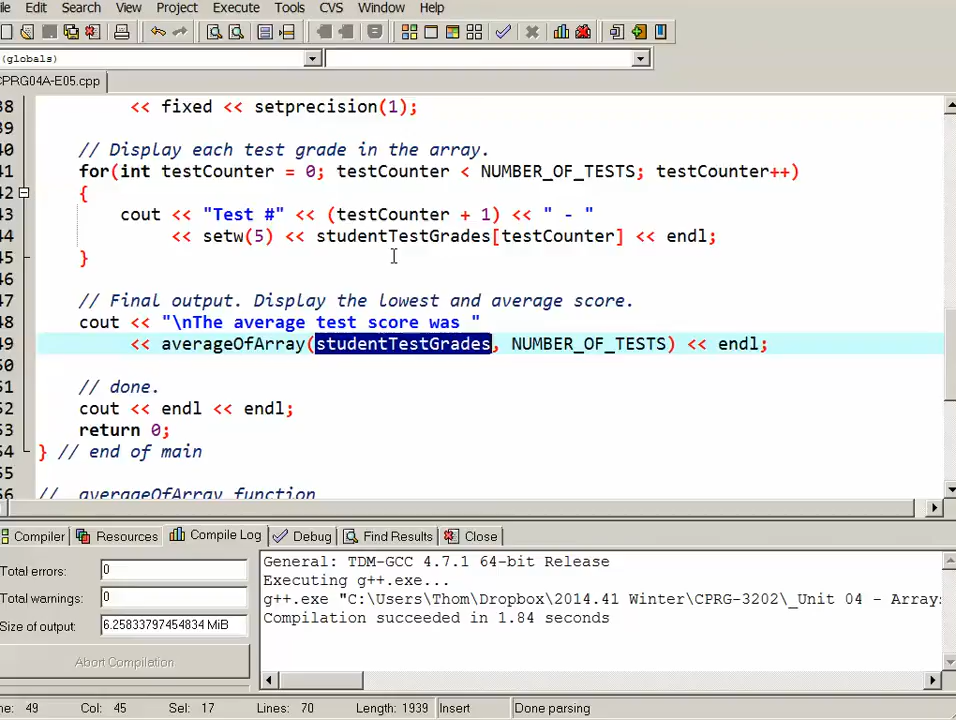 le Edit Search View Project Execute Tools CVS Window Help
(globals)
CPRG04A-E05.cpp
38 << fixed << setprecision(1);
39
40 // Display each test grade in the array.
41 for(int testCounter = 0; testCounter < NUMBER_OF_TESTS; testCounter++)
42 {
43 cout << "Test #" << (testCounter + 1) << " - "
44 << setw(5) << studentTestGrades[testCounter] << endl;
45 }
46
47 // Final output. Display the lowest and average score.
48 cout << "\nThe average test score was "
49 << averageOfArray(studentTestGrades, NUMBER_OF_TESTS) << endl;
50
51 // done.
52 cout << endl << endl;
53 return 0;
54 } // end of main
55
56 // averageOfArray function
Compiler Resources Compile Log Debug Find Results Close
Total errors: 0
Total warnings: 0
Size of output: 6.25833797454834 MiB
Abort Compilation
General: TDM-GCC 4.7.1 64-bit Release
Executing g++.exe...
g++.exe "C:\Users\Thom\Dropbox\2014.41 Winter\CPRG-3202\_Unit 04 - Arrays
Compilation succeeded in 1.84 seconds
ne: 49 Col: 45 Sel: 17 Lines: 70 Length: 1939 Insert Done parsing